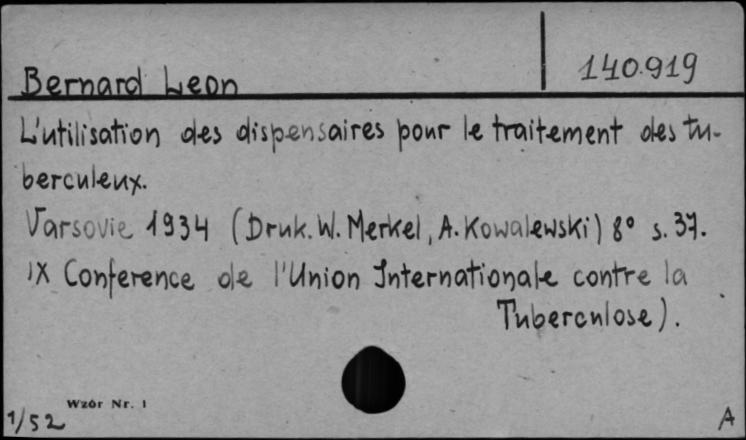 140.919
Bernard Leon
L'utilisation des dispensaires pour le traitement des tu-
berculeux.
Varsovie 1934 (Druk. W. Merkel, A. Kowalewski) 8° s. 37.
IX Conference de l'Union Internationale contre la
Tuberculose).
Wzór Nr. 1
1/52
A